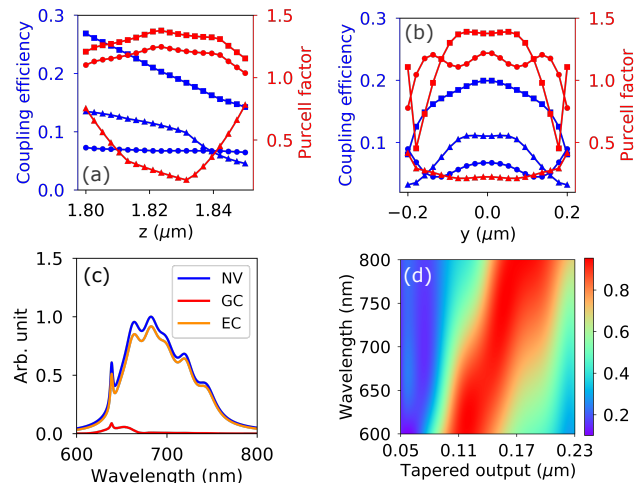 (a)
Coupling efficiency
0.3
0.2
0.1
0.0
1.5
1.0
0.5
Purcell factor
1.80
1.82
1.84
z (μm)
(b)
Coupling efficiency
0.3
0.2
0.1
1.5
1.0
0.5
Purcell factor
−0.2
0.0
0.2
y (μm)
(c)
Arb. unit
1.5
1.0
0.5
0.0
NV
GC
EC
600
700
800
Wavelength (nm)
(d)
Wavelength (nm)
800
750
700
650
600
0.05
0.11
0.17
0.23
Tapered output (μm)
0.8
0.6
0.4
0.2